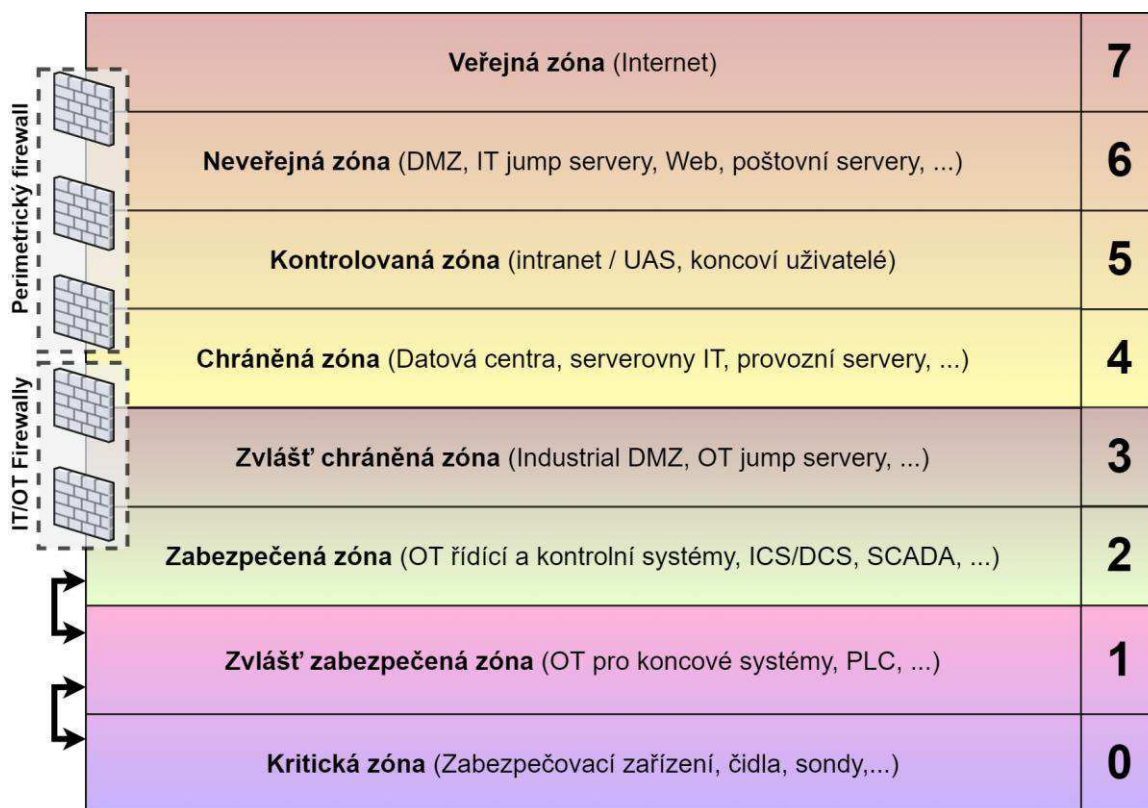 Veřejná zóna (Internet) 7
Neveřejná zóna (DMZ, IT jump servery, Web, poštovní servery, ...) 6
Kontrolovaná zóna (intranet / UAS, koncoví uživatelé) 5
Chráněná zóna (Datová centra, serverovny IT, provozní servery, ...) 4
Zvlášť chráněná zóna (Industrial DMZ, OT jump servery, ...) 3
Zabezpečená zóna (OT řídící a kontrolní systémy, ICS/DCS, SCADA, ...) 2
Zvlášť zabezpečená zóna (OT pro koncové systémy, PLC, ...) 1
Kritická zóna (Zabezpečovací zařízení, čidla, sondy,...) 0
Perimetrický firewall
IT/OT Firewally